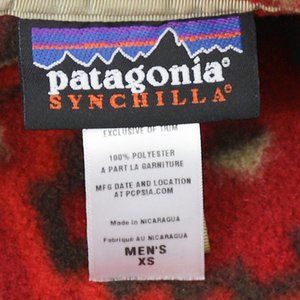 patagonia®
SYNCHILLA®
EXCLUSIVE OF TRIM
100% POLYESTER
A PART LA GARNITURE
MFG DATE AND LOCATION
AT PCPSIA.COM
Made in NICARAGUA
Fabriqué AU NICARAGUA
MEN'S
XS